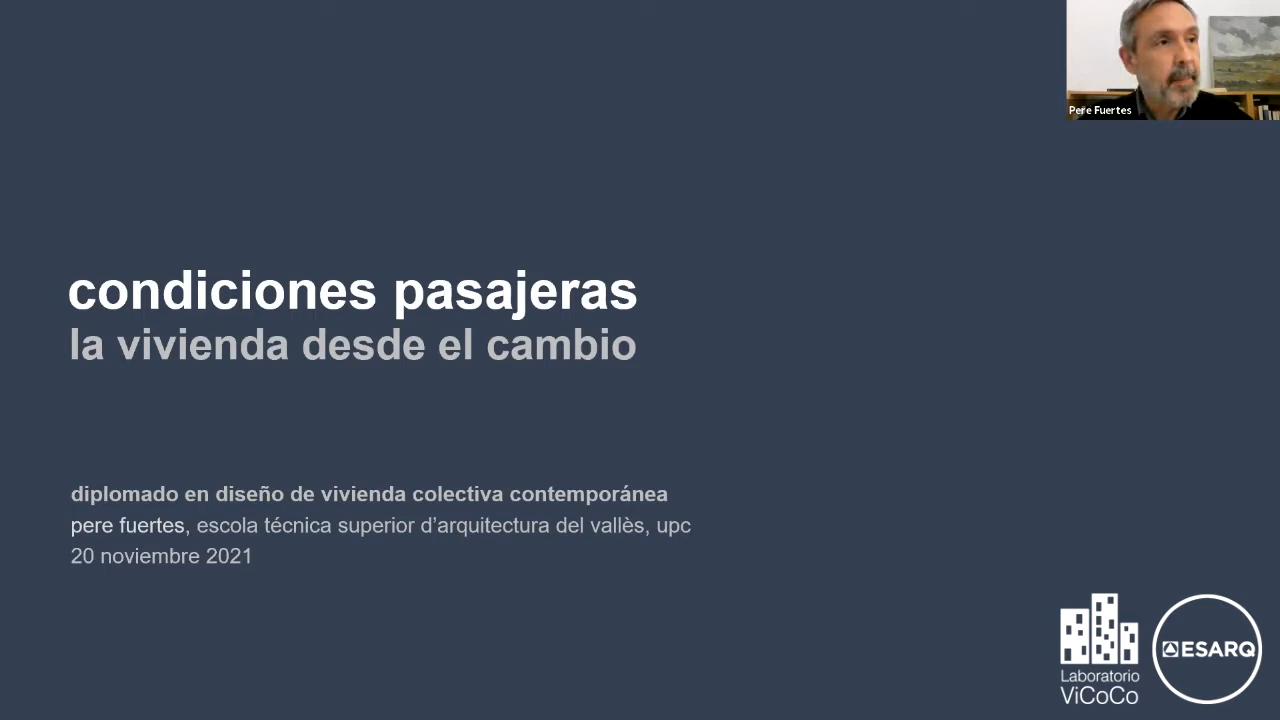 Pere Fuertes
condiciones pasajeras
la vivienda desde el cambio
diplomado en diseño de vivienda colectiva contemporánea
pere fuertes, escola técnica superior d’arquitectura del vallès, upc
20 noviembre 2021
Laboratorio
ViCoCo
ESARQ